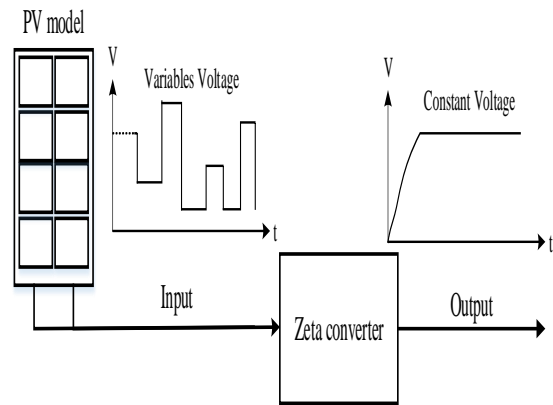 PV model
V
Variables Voltage
t
V
Constant Voltage
t
Input
Zeta converter
Output